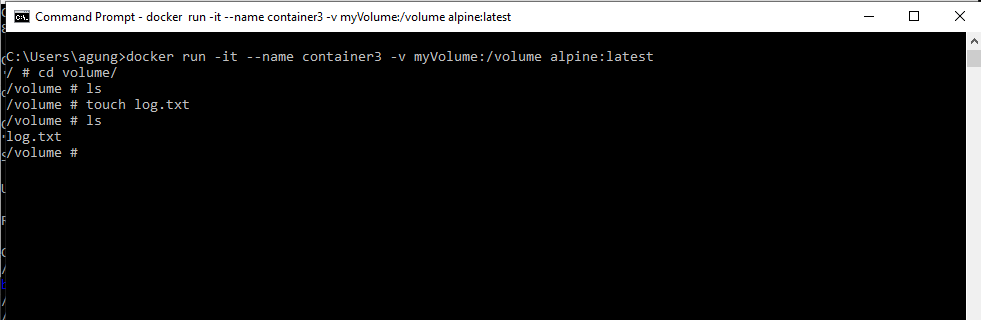 Command Prompt - docker run -it --name container3 -v myVolume:/volume alpine:latest
C:\Users\agung>docker run -it --name container3 -v myVolume:/volume alpine:latest
/ # cd volume/
/volume # ls
/volume # touch log.txt
/volume # ls
log.txt
/volume #